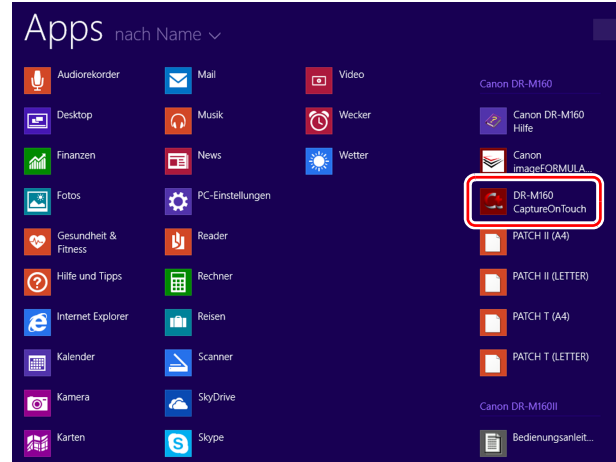 Apps nach Name
Audiorekorder
Desktop
Finanzen
Fotos
Gesundheit &
Fitness
Hilfe und Tipps
Internet Explorer
Kalender
Kamera
Karten
Mail
Musik
News
PC-Einstellungen
Reader
Rechner
Reisen
Scanner
SkyDrive
Skype
Video
Wecker
Wetter
Canon DR-M160
Canon DR-M160
Hilfe
Canon
imageFORMULA...
DR-M160
CaptureOnTouch
PATCH II (A4)
PATCH II (LETTER)
PATCH T (A4)
PATCH T (LETTER)
Canon DR-M160II
Bedienungsanleit...